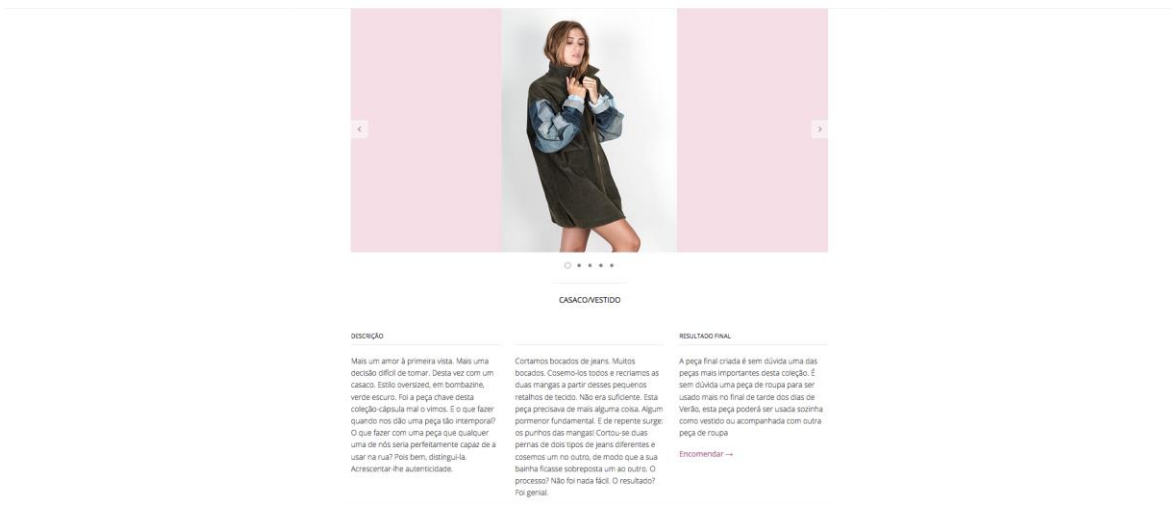 CASACO/VESTIDO
DESCRIÇÃO
Mais um amor à primeira vista. Mais uma
decisão difícil de tomar. Desta vez com um
casaco. Estilo oversized, em bombazine,
verde escuro. Foi a peça chave desta
coleção-cápsula mal o vimos. E o que fazer
quando nos dão uma peça tão intemporal?
O que fazer com uma peça que qualquer
uma de nós seria perfeitamente capaz de a
usar na rua? Pois bem, distingui-la.
Acrescentar-lhe autenticidade.
Cortamos bocados de jeans. Muitos
bocados. Cosemo-los todos e recriamos as
duas mangas a partir desses pequenos
retalhos de tecido. Não era suficiente. Esta
peça precisava de mais alguma coisa. Algum
pormenor fundamental. E de repente surge:
os punhos das mangas! Cortou-se duas
pernas de dois tipos de jeans diferentes e
cosemos um no outro, de modo que a sua
bainha ficasse sobreposta um ao outro. O
processo? Não foi nada fácil. O resultado?
Foi genial.
RESULTADO FINAL
A peça final criada é sem dúvida uma das
peças mais importantes desta coleção. É
sem dúvida uma peça de roupa para ser
usado mais no final de tarde dos dias de
Verão, esta peça poderá ser usada sozinha
como vestido ou acompanhada com outra
peça de roupa
Encomendar →